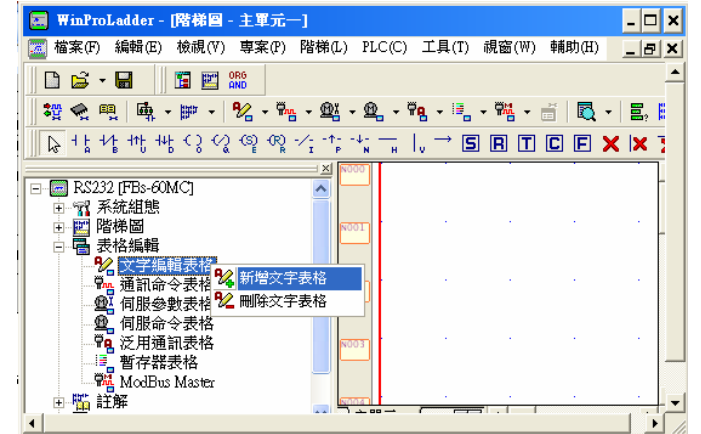 WinProLadder - [階梯圖 - 主單元一]
檔案(F) 編輯(E) 檢視(V) 專案(P) 階梯(L) PLC(C) 工具(T) 視窗(W) 輔助(H)
ORG
AND
A B U D O Q E R I P N H V S R T C F
RS232 [FBs-60MC]
系統組態
階梯圖
表格編輯
文字編輯表格
通訊命令表格
伺服參數表格
伺服命令表格
泛用通訊表格
暫存器表格
ModBus Master
註解
新增文字表格
刪除文字表格
N000
N001
N003
N004